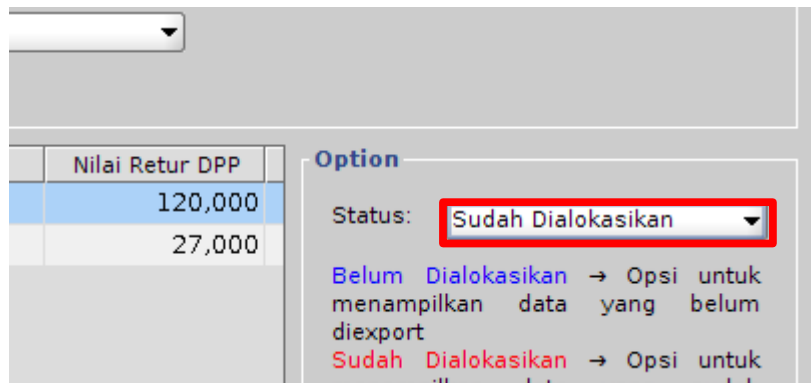 Nilai Retur DPP
120,000
27,000
Option
Status: Sudah Dialokasikan
Belum Dialokasikan → Opsi untuk
menampilkan data yang belum
diexport
Sudah Dialokasikan → Opsi untuk